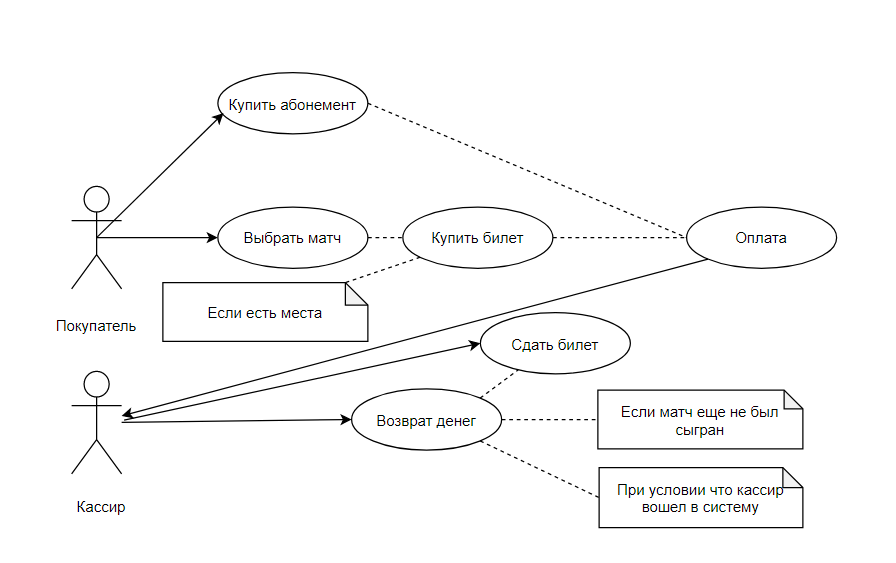 Купить абонемент
Выбрать матч
Купить билет
Оплата
Если есть места
Покупатель
Сдать билет
Возврат денег
Если матч еще не был
сыгран
При условии что кассир
вошел в систему
Кассир